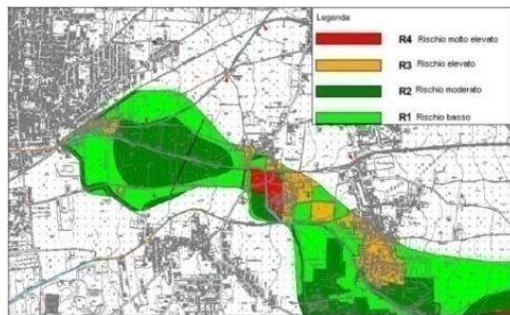 Legenda
R4 Rischio molto elevato
R3 Rischio elevato
R2 Rischio moderato
R1 Rischio basso